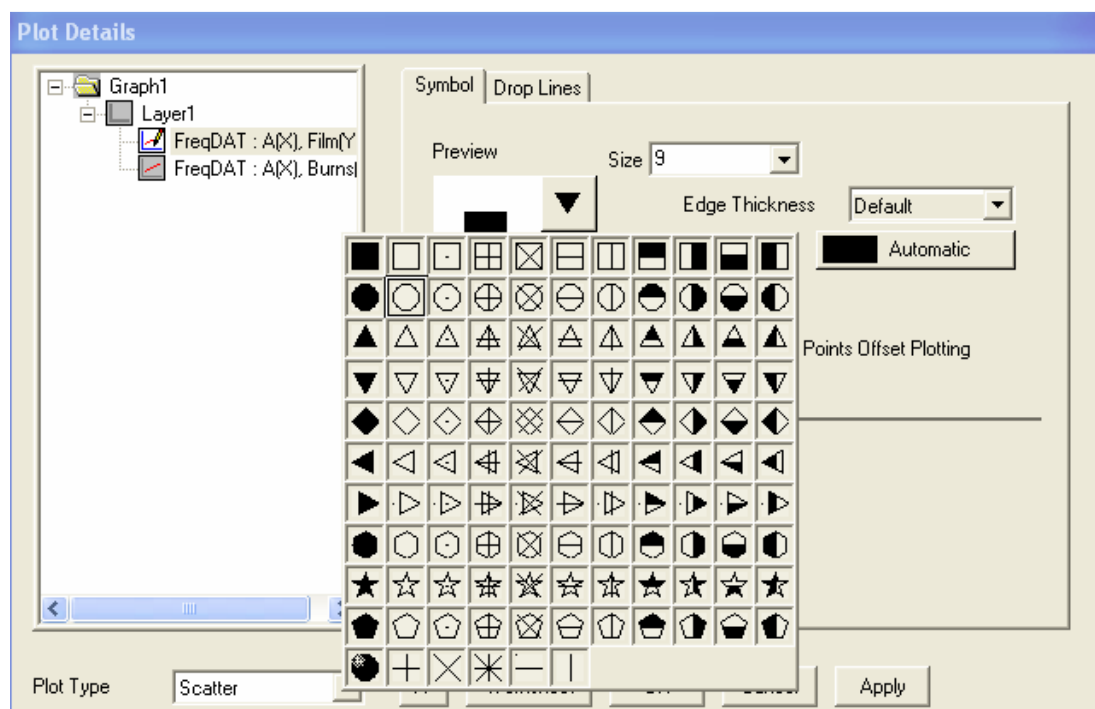 Plot Details
Graph1
Layer1
FreqDAT : A(X), Film(Y
FreqDAT : A(X), Burns(
Symbol
Drop Lines
Preview
Size 9
Edge Thickness Default
Automatic
Points Offset Plotting
Plot Type Scatter
Apply